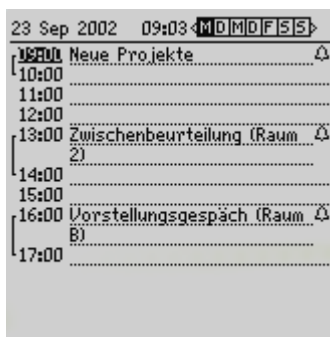 23 Sep 2002 09:03 M D M D F S S
09:00 Neue Projekte
10:00
11:00
12:00
13:00 Zwischenbeurteilung (Raum
2)
14:00
15:00
16:00 Vorstellungsgespäch (Raum
B)
17:00